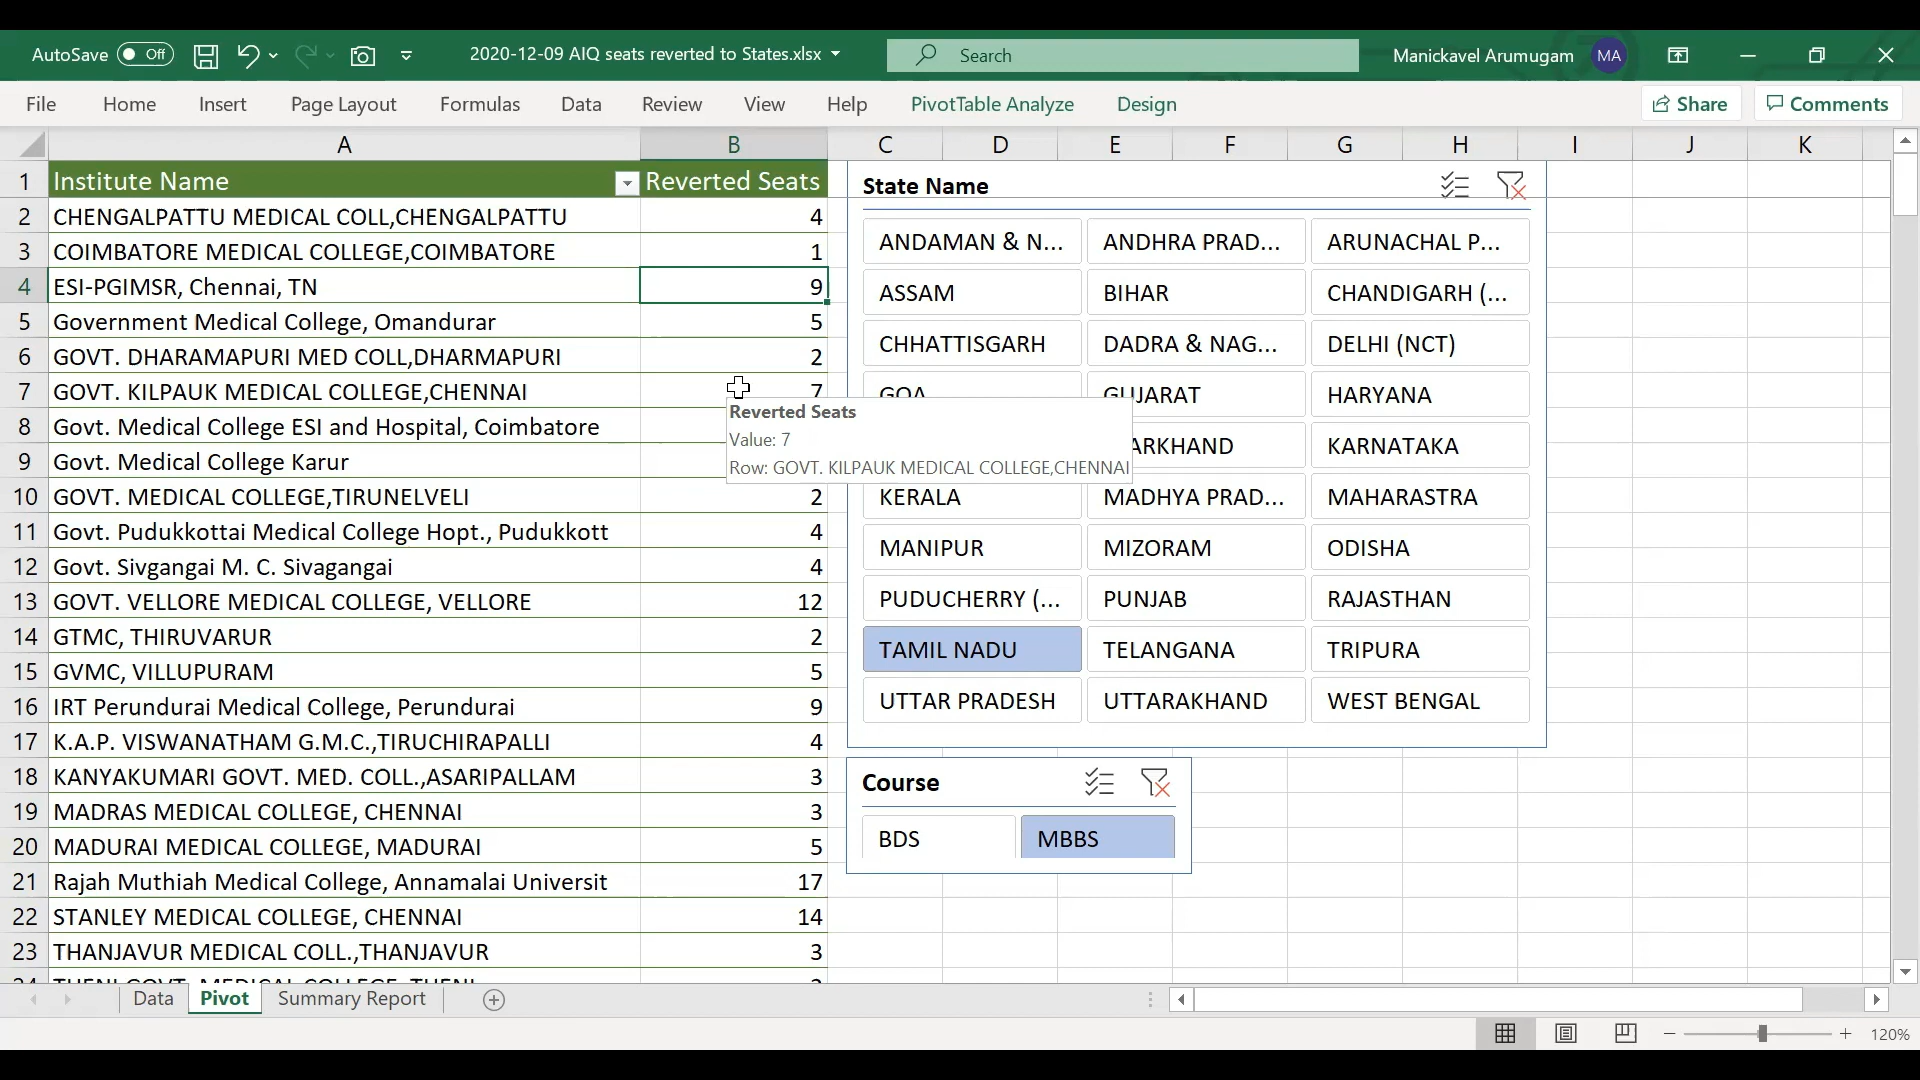 AutoSave Off 2020-12-09 AIQ seats reverted to States.xlsx Search Manickavel Arumugam MA
File Home Insert Page Layout Formulas Data Review View Help PivotTable Analyze Design Share Comments
A B C D E F G H I J K
1 Institute Name Reverted Seats
2 CHENGALPATTU MEDICAL COLL,CHENGALPATTU 4
3 COIMBATORE MEDICAL COLLEGE,COIMBATORE 1
4 ESI-PGIMSR, Chennai, TN 9
5 Government Medical College, Omandurar 5
6 GOVT. DHARAMAPURI MED COLL,DHARMAPURI 2
7 GOVT. KILPAUK MEDICAL COLLEGE,CHENNAI 7
8 Govt. Medical College ESI and Hospital, Coimbatore
9 Govt. Medical College Karur
10 GOVT. MEDICAL COLLEGE,TIRUNELVELI 2
11 Govt. Pudukkottai Medical College Hopt., Pudukkott 4
12 Govt. Sivgangai M. C. Sivagangai 4
13 GOVT. VELLORE MEDICAL COLLEGE, VELLORE 12
14 GTMC, THIRUVARUR 2
15 GVMC, VILLUPURAM 5
16 IRT Perundurai Medical College, Perundurai 9
17 K.A.P. VISWANATHAM G.M.C.,TIRUCHIRAPALLI 4
18 KANYAKUMARI GOVT. MED. COLL.,ASARIPALLAM 3
19 MADRAS MEDICAL COLLEGE, CHENNAI 3
20 MADURAI MEDICAL COLLEGE, MADURAI 5
21 Rajah Muthiah Medical College, Annamalai Universit 17
22 STANLEY MEDICAL COLLEGE, CHENNAI 14
23 THANJAVUR MEDICAL COLL.,THANJAVUR 3
24 THENI GOVT. MEDICAL COLLEGE, THENI
Reverted Seats
Value: 7
Row: GOVT. KILPAUK MEDICAL COLLEGE,CHENNAI
State Name
ANDAMAN & N... ANDHRA PRAD... ARUNACHAL P...
ASSAM BIHAR CHANDIGARH (...
CHHATTISGARH DADRA & NAG... DELHI (NCT)
GOA GUJARAT HARYANA
ARKHAND KARNATAKA
KERALA MADHYA PRAD... MAHARASTRA
MANIPUR MIZORAM ODISHA
PUDUCHERRY (... PUNJAB RAJASTHAN
TAMIL NADU TELANGANA TRIPURA
UTTAR PRADESH UTTARAKHAND WEST BENGAL
Course
BDS MBBS
Data Pivot Summary Report
120%